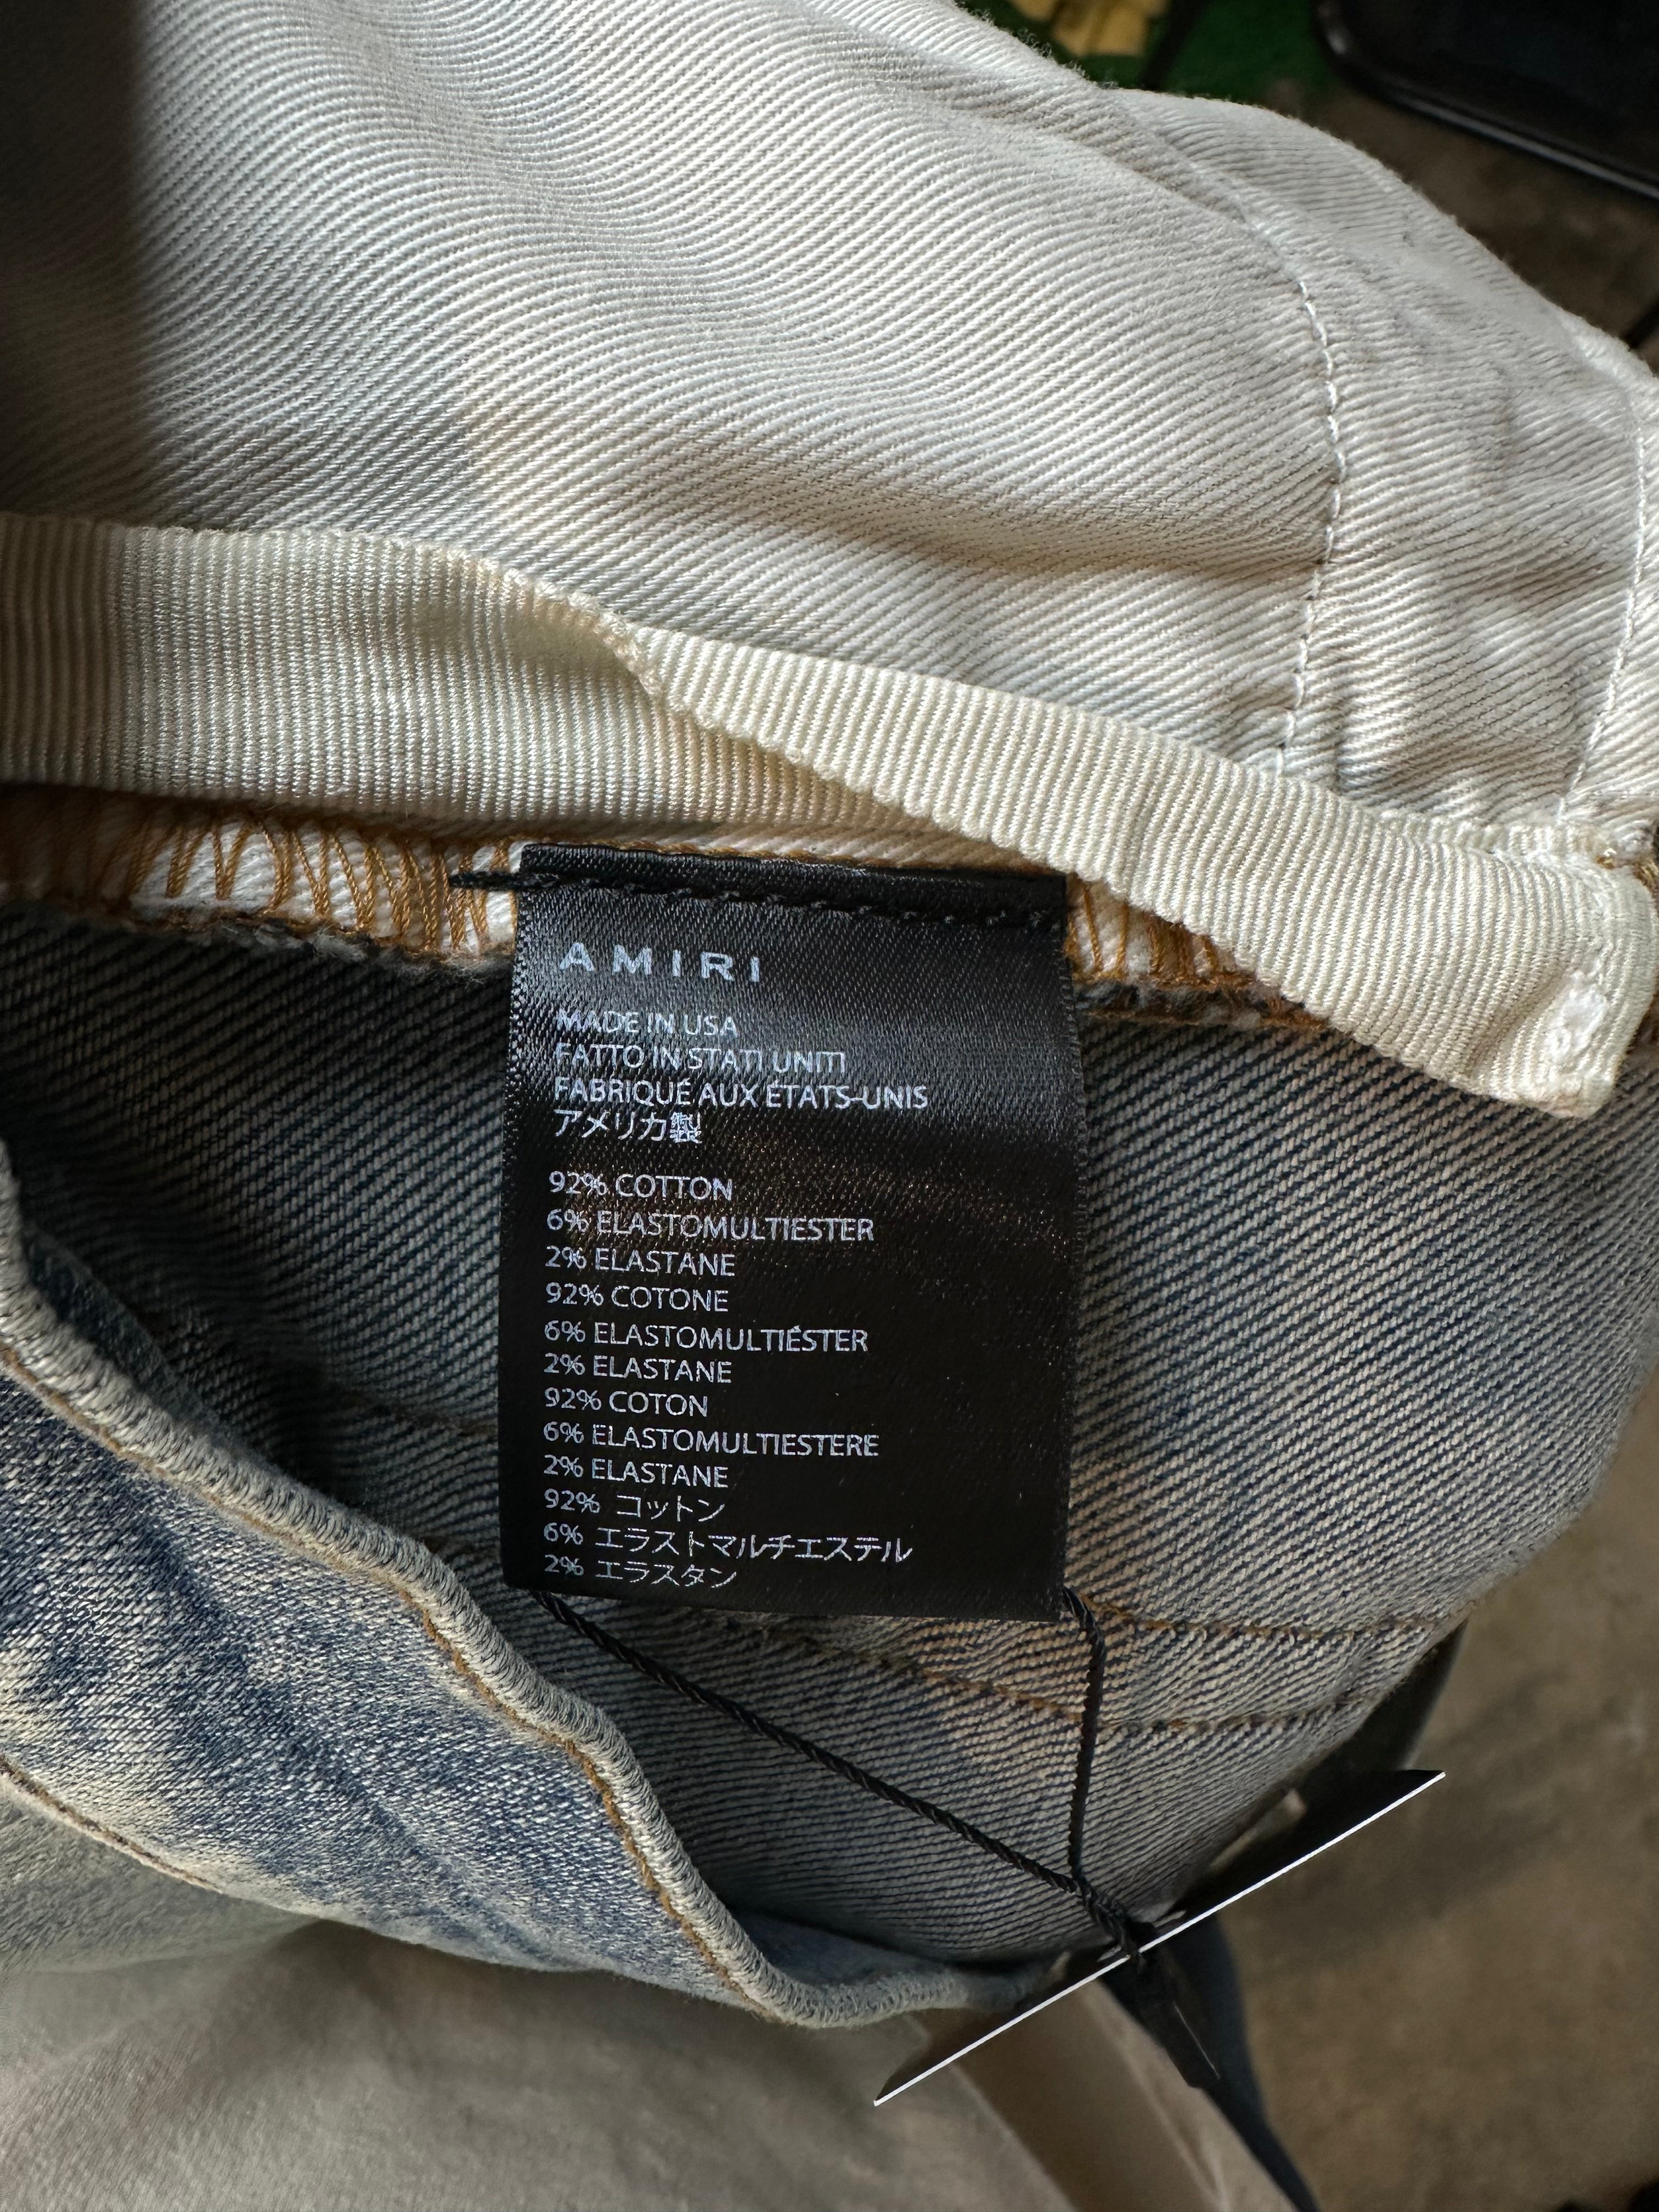 AMIRI
MADE IN USA
FATTO IN STATI UNITI
FABRIQUÉ AUX ÉTATS-UNIS
アメリカ製
92% COTTON
6% ELASTOMULTIESTER
2% ELASTANE
92% COTONE
6% ELASTOMULTIÉSTER
2% ELASTANE
92% COTON
6% ELASTOMULTIESTERE
2% ELASTANE
92% コットン
6% エラストマルチエステル
2% エラスタン